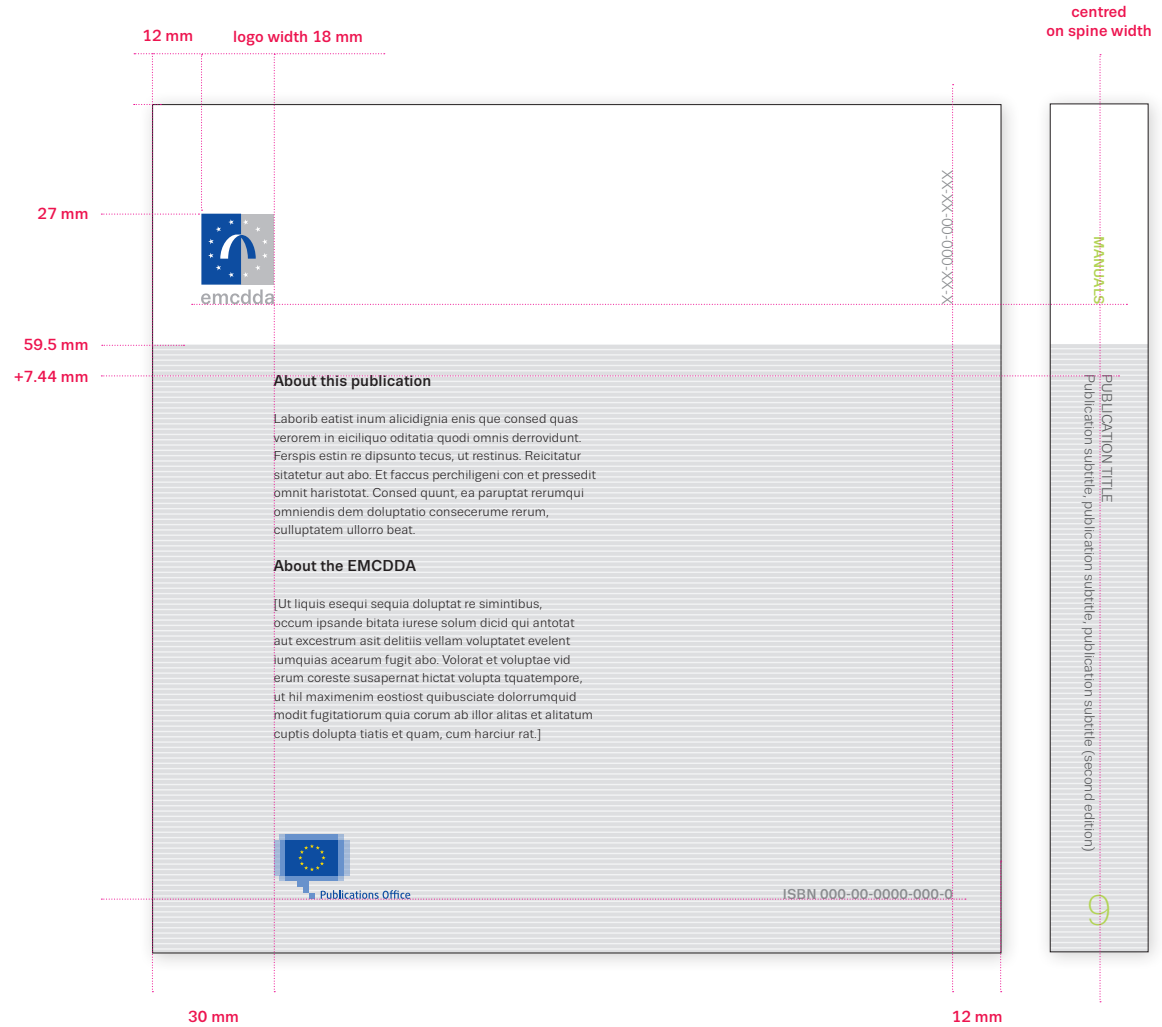 centred
on spine width
12 mm
logo width 18 mm
27 mm
emcdda
XX-XX-00-000-XX-X
MANUALS
59.5 mm
+7.44 mm
About this publication
Laborib eatist inum alicidignia enis que consed quas
verorem in eiciliquo oditatia quodi omnis derrovidunt.
Ferspis estin re dipsunto tecus, ut restinus. Reicitatur
sitatetur aut abo. Et faccus perchiligeni con et pressedit
omnit haristotat. Consed quunt, ea paruptat rerumqui
omniendis dem doluptatio consecerume rerum,
culluptatem ullorro beat.
About the EMCDDA
[Ut liquis esequi sequia doluptat re simintibus,
occum ipsande bitata iurese solum dicid qui antotat
aut excestrum asit delitiis vellam voluptatet evelent
iumquias acearum fugit abo. Volorat et voluptae vid
erum coreste susapernat hictat volupta tquatempore,
ut hil maximenim eostiost quibusciate dolorrumquid
modit fugitatiorum quia corum ab illor alitas et alitatum
cuptis dolupta tiatis et quam, cum harciur rat.]
Publications Office
ISBN 000-00-0000-000-0
PUBLICATION TITLE
Publication subtitle, publication subtitle, publication subtitle, publication subtitle (second edition)
9
30 mm
12 mm